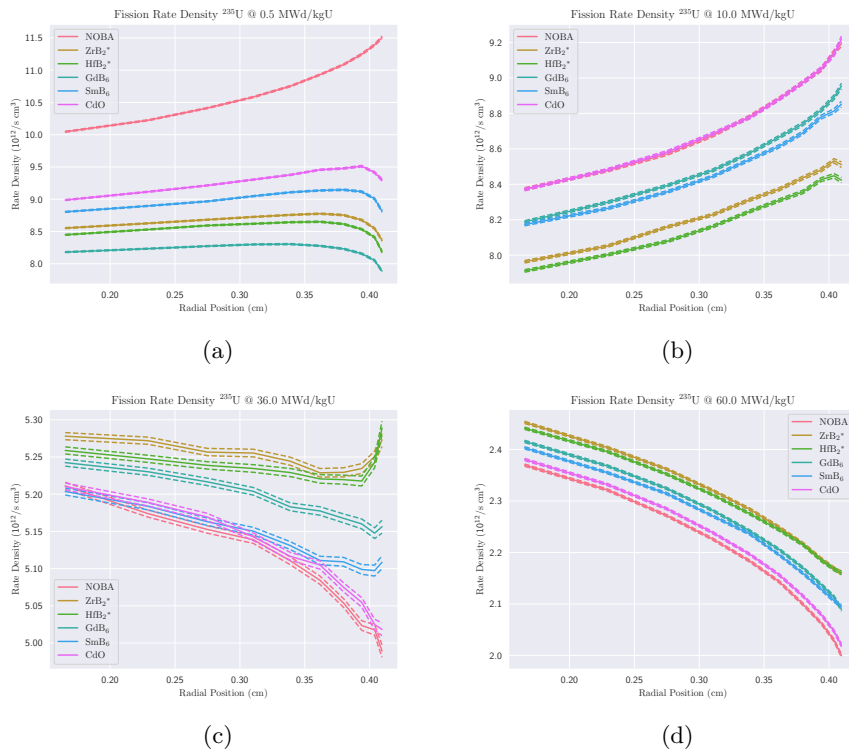 Fission Rate Density ²³⁵U @ 0.5 MWd/kgU
Rate Density (10¹²/s cm³)
11.5
11.0
10.5
10.0
9.5
9.0
8.5
8.0
NOBA
ZrB₂*
HfB₂*
GdB₆
SmB₆
CdO
0.20 0.25 0.30 0.35 0.40
Radial Position (cm)
(a)
Fission Rate Density ²³⁵U @ 10.0 MWd/kgU
Rate Density (10¹²/s cm³)
9.2
9.0
8.8
8.6
8.4
8.2
8.0
NOBA
ZrB₂*
HfB₂*
GdB₆
SmB₆
CdO
0.20 0.25 0.30 0.35 0.40
Radial Position (cm)
(b)
Fission Rate Density ²³⁵U @ 36.0 MWd/kgU
Rate Density (10¹²/s cm³)
5.30
5.25
5.20
5.15
5.10
5.05
5.00
NOBA
ZrB₂*
HfB₂*
GdB₆
SmB₆
CdO
0.20 0.25 0.30 0.35 0.40
Radial Position (cm)
(c)
Fission Rate Density ²³⁵U @ 60.0 MWd/kgU
Rate Density (10¹²/s cm³)
2.4
2.3
2.2
2.1
2.0
NOBA
ZrB₂*
HfB₂*
GdB₆
SmB₆
CdO
0.20 0.25 0.30 0.35 0.40
Radial Position (cm)
(d)